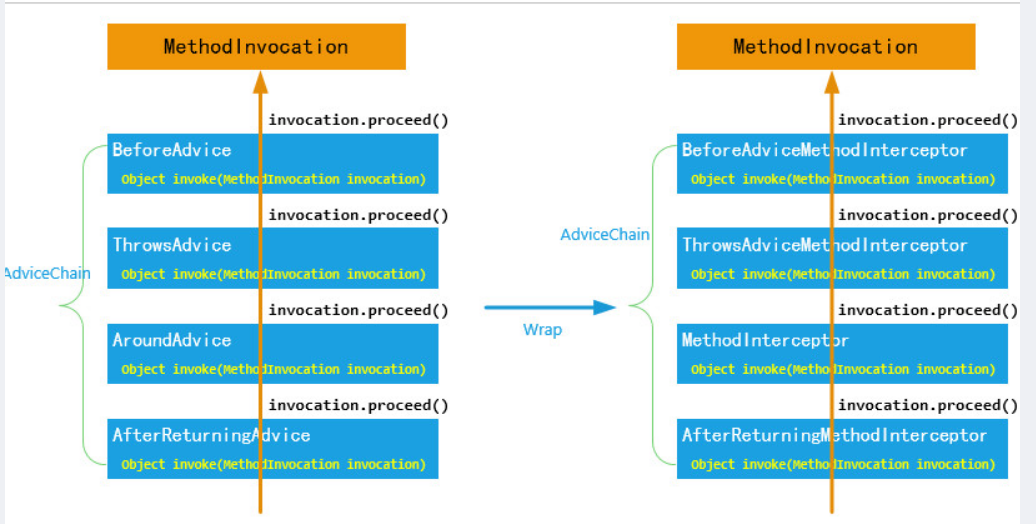 MethodInvocation
invocation.proceed()
BeforeAdvice
Object invoke(MethodInvocation invocation)
invocation.proceed()
ThrowsAdvice
Object invoke(MethodInvocation invocation)
AdviceChain
invocation.proceed()
AroundAdvice
Object invoke(MethodInvocation invocation)
invocation.proceed()
AfterReturningAdvice
Object invoke(MethodInvocation invocation)
Wrap
MethodInvocation
invocation.proceed()
BeforeAdviceMethodInterceptor
Object invoke(MethodInvocation invocation)
AdviceChain
invocation.proceed()
ThrowsAdviceMethodInterceptor
Object invoke(MethodInvocation invocation)
invocation.proceed()
MethodInterceptor
Object invoke(MethodInvocation invocation)
invocation.proceed()
AfterReturningMethodInterceptor
Object invoke(MethodInvocation invocation)